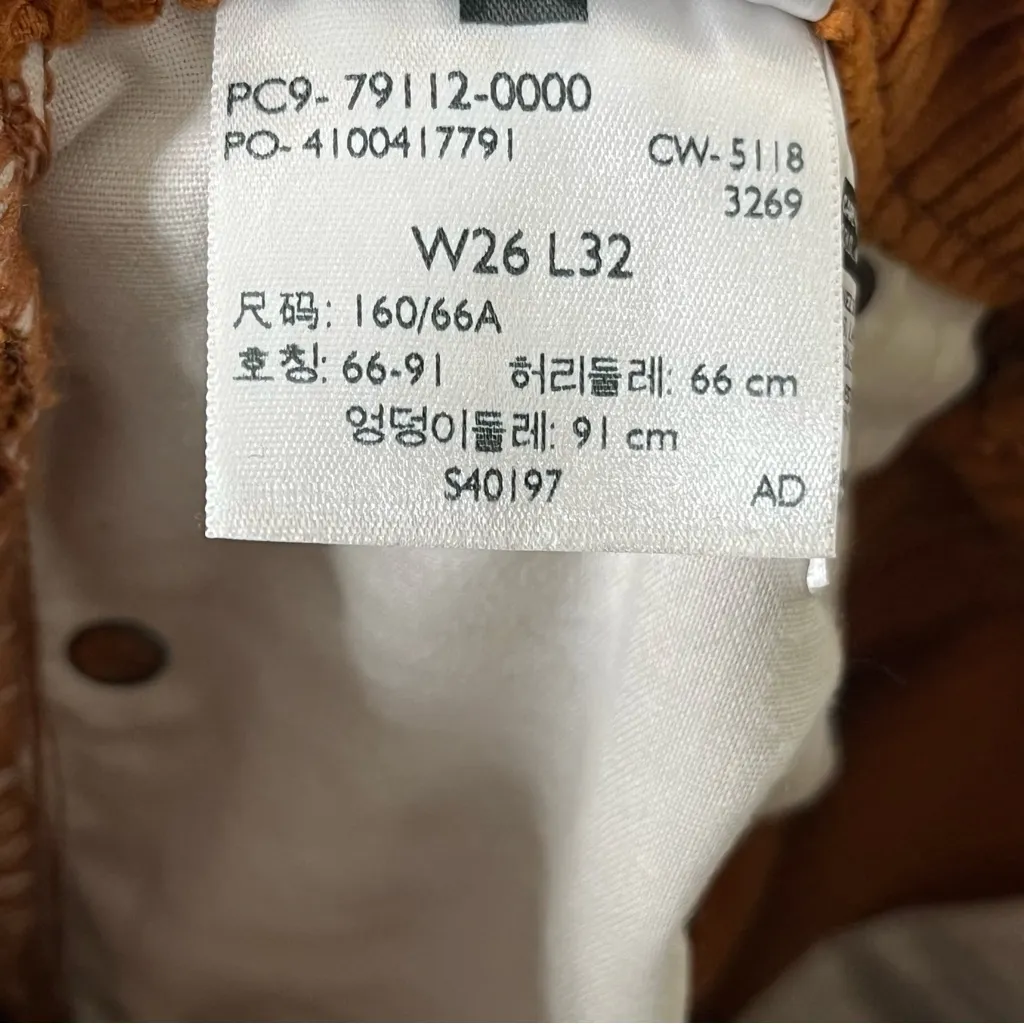 PC9- 79112-0000
PO- 4100417791 CW- 5118
3269
W26 L32
尺码: 160/66A
호칭: 66-91 허리둘레: 66 cm
엉덩이둘레: 91 cm
S40197 AD